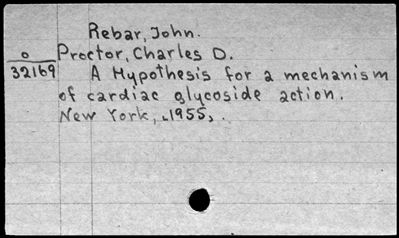 Rebar, John.
o Proctor, Charles D.
32169 A Hypothesis for a mechanism
of cardiac glycoside action.
New York, [1955].